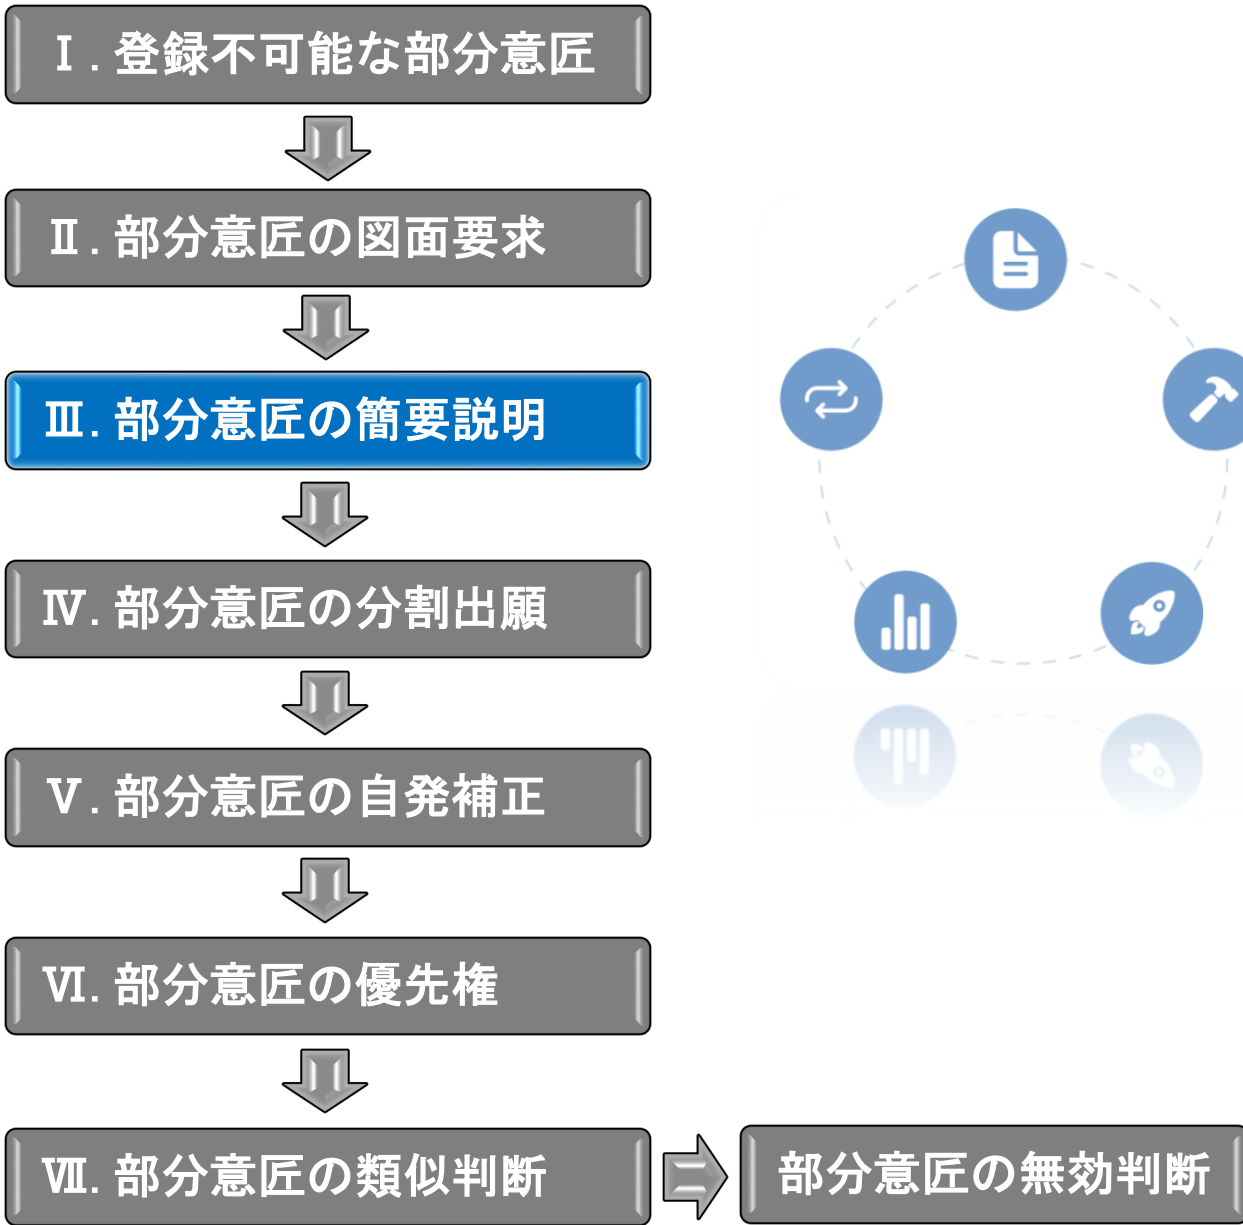 Ⅰ.登録不可能な部分意匠
Ⅱ.部分意匠の図面要求
Ⅲ.部分意匠の簡要説明
Ⅳ.部分意匠の分割出願
Ⅴ.部分意匠の自発補正
Ⅵ.部分意匠の優先権
Ⅶ.部分意匠の類似判断
部分意匠の無効判断